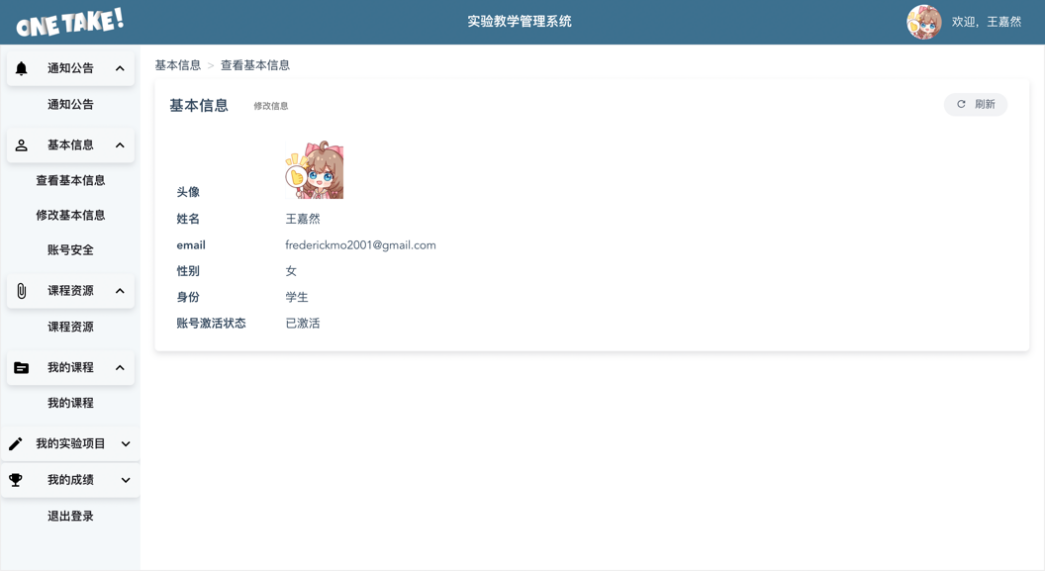 ONE TAKE!
实验教学管理系统
欢迎，王嘉然
通知公告
通知公告
基本信息
查看基本信息
修改基本信息
账号安全
课程资源
课程资源
我的课程
我的课程
我的实验项目
我的成绩
退出登录
基本信息 > 查看基本信息
基本信息 修改信息
刷新
头像
姓名 王嘉然
email frederickmo2001@gmail.com
性别 女
身份 学生
账号激活状态 已激活